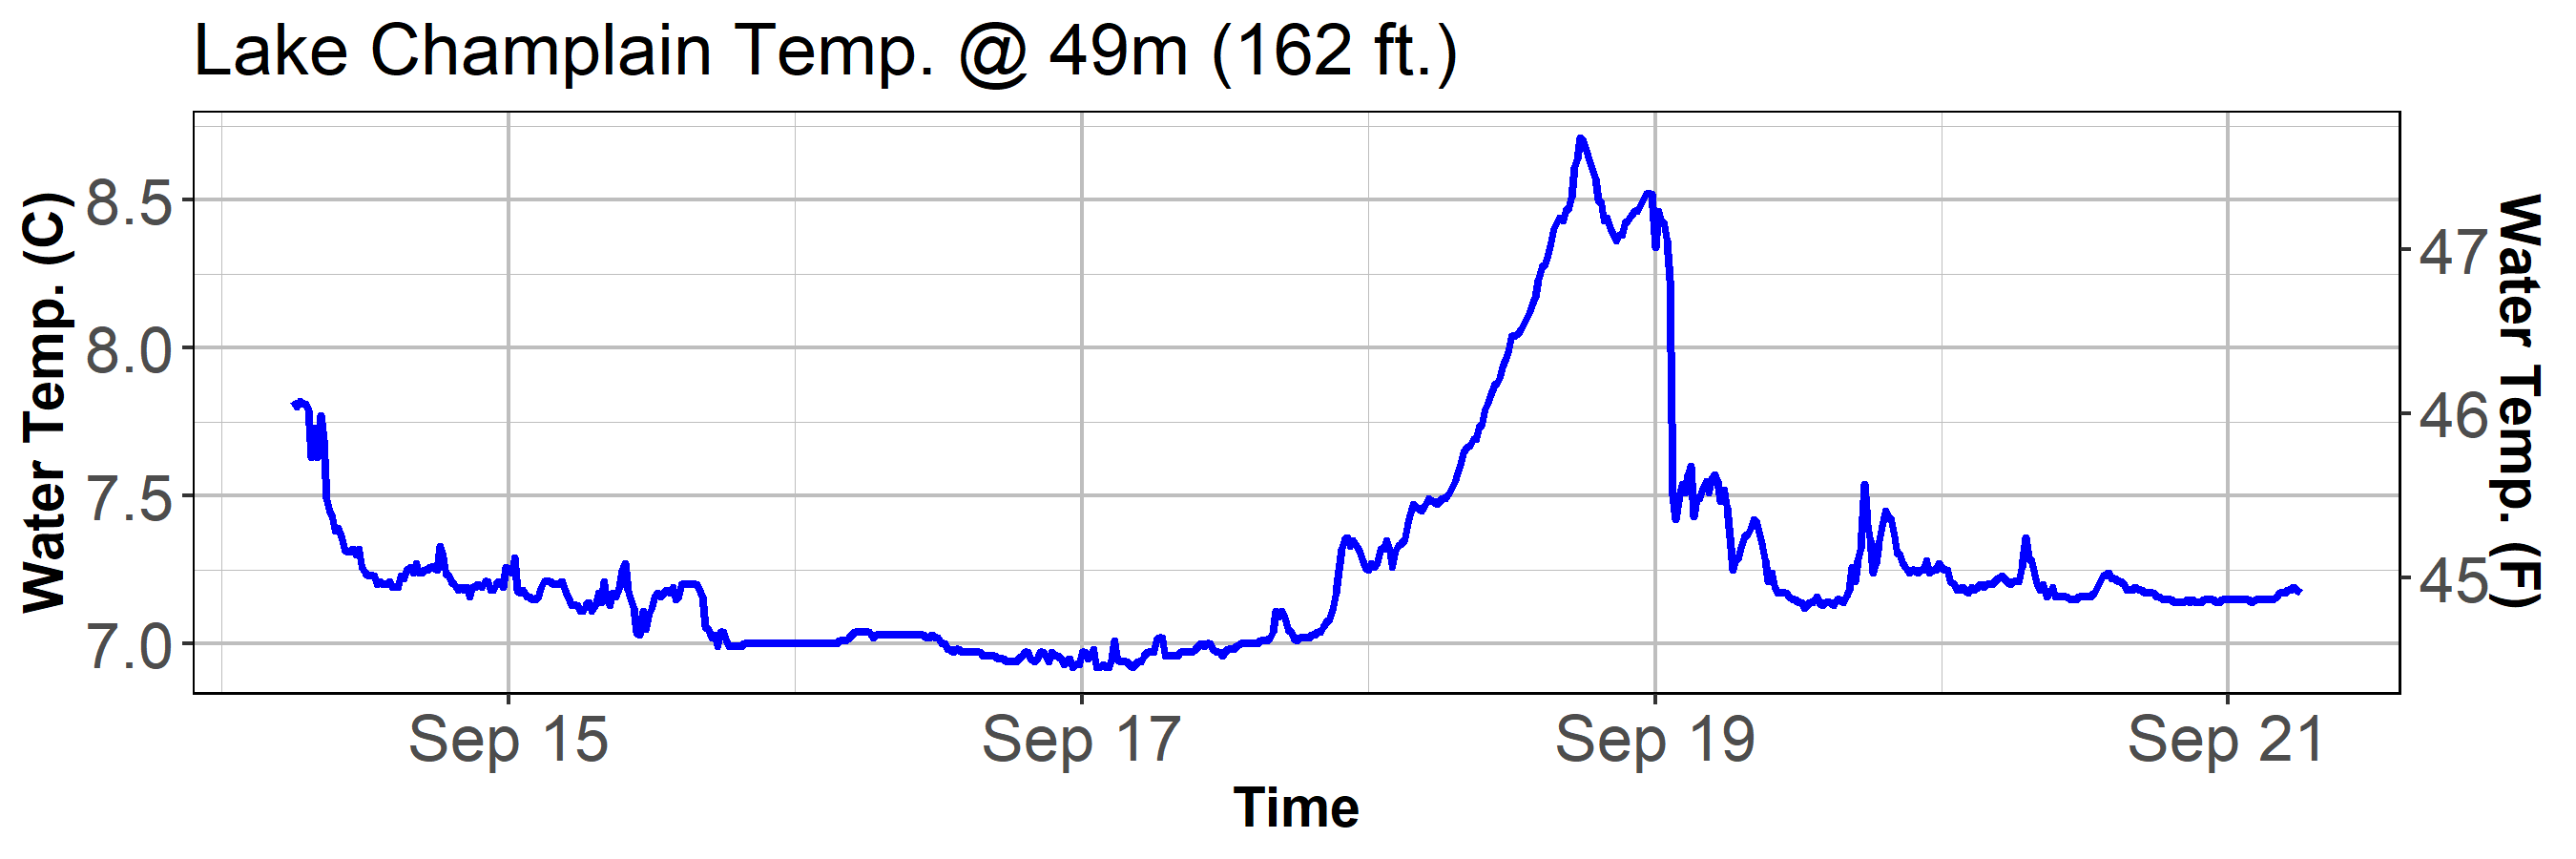 Lake Champlain Temp. @ 49m (162 ft.)
Water Temp. (C)
8.5
8.0
7.5
7.0
47
46
45
Water Temp. (F)
Sep 15
Sep 17
Sep 19
Sep 21
Time